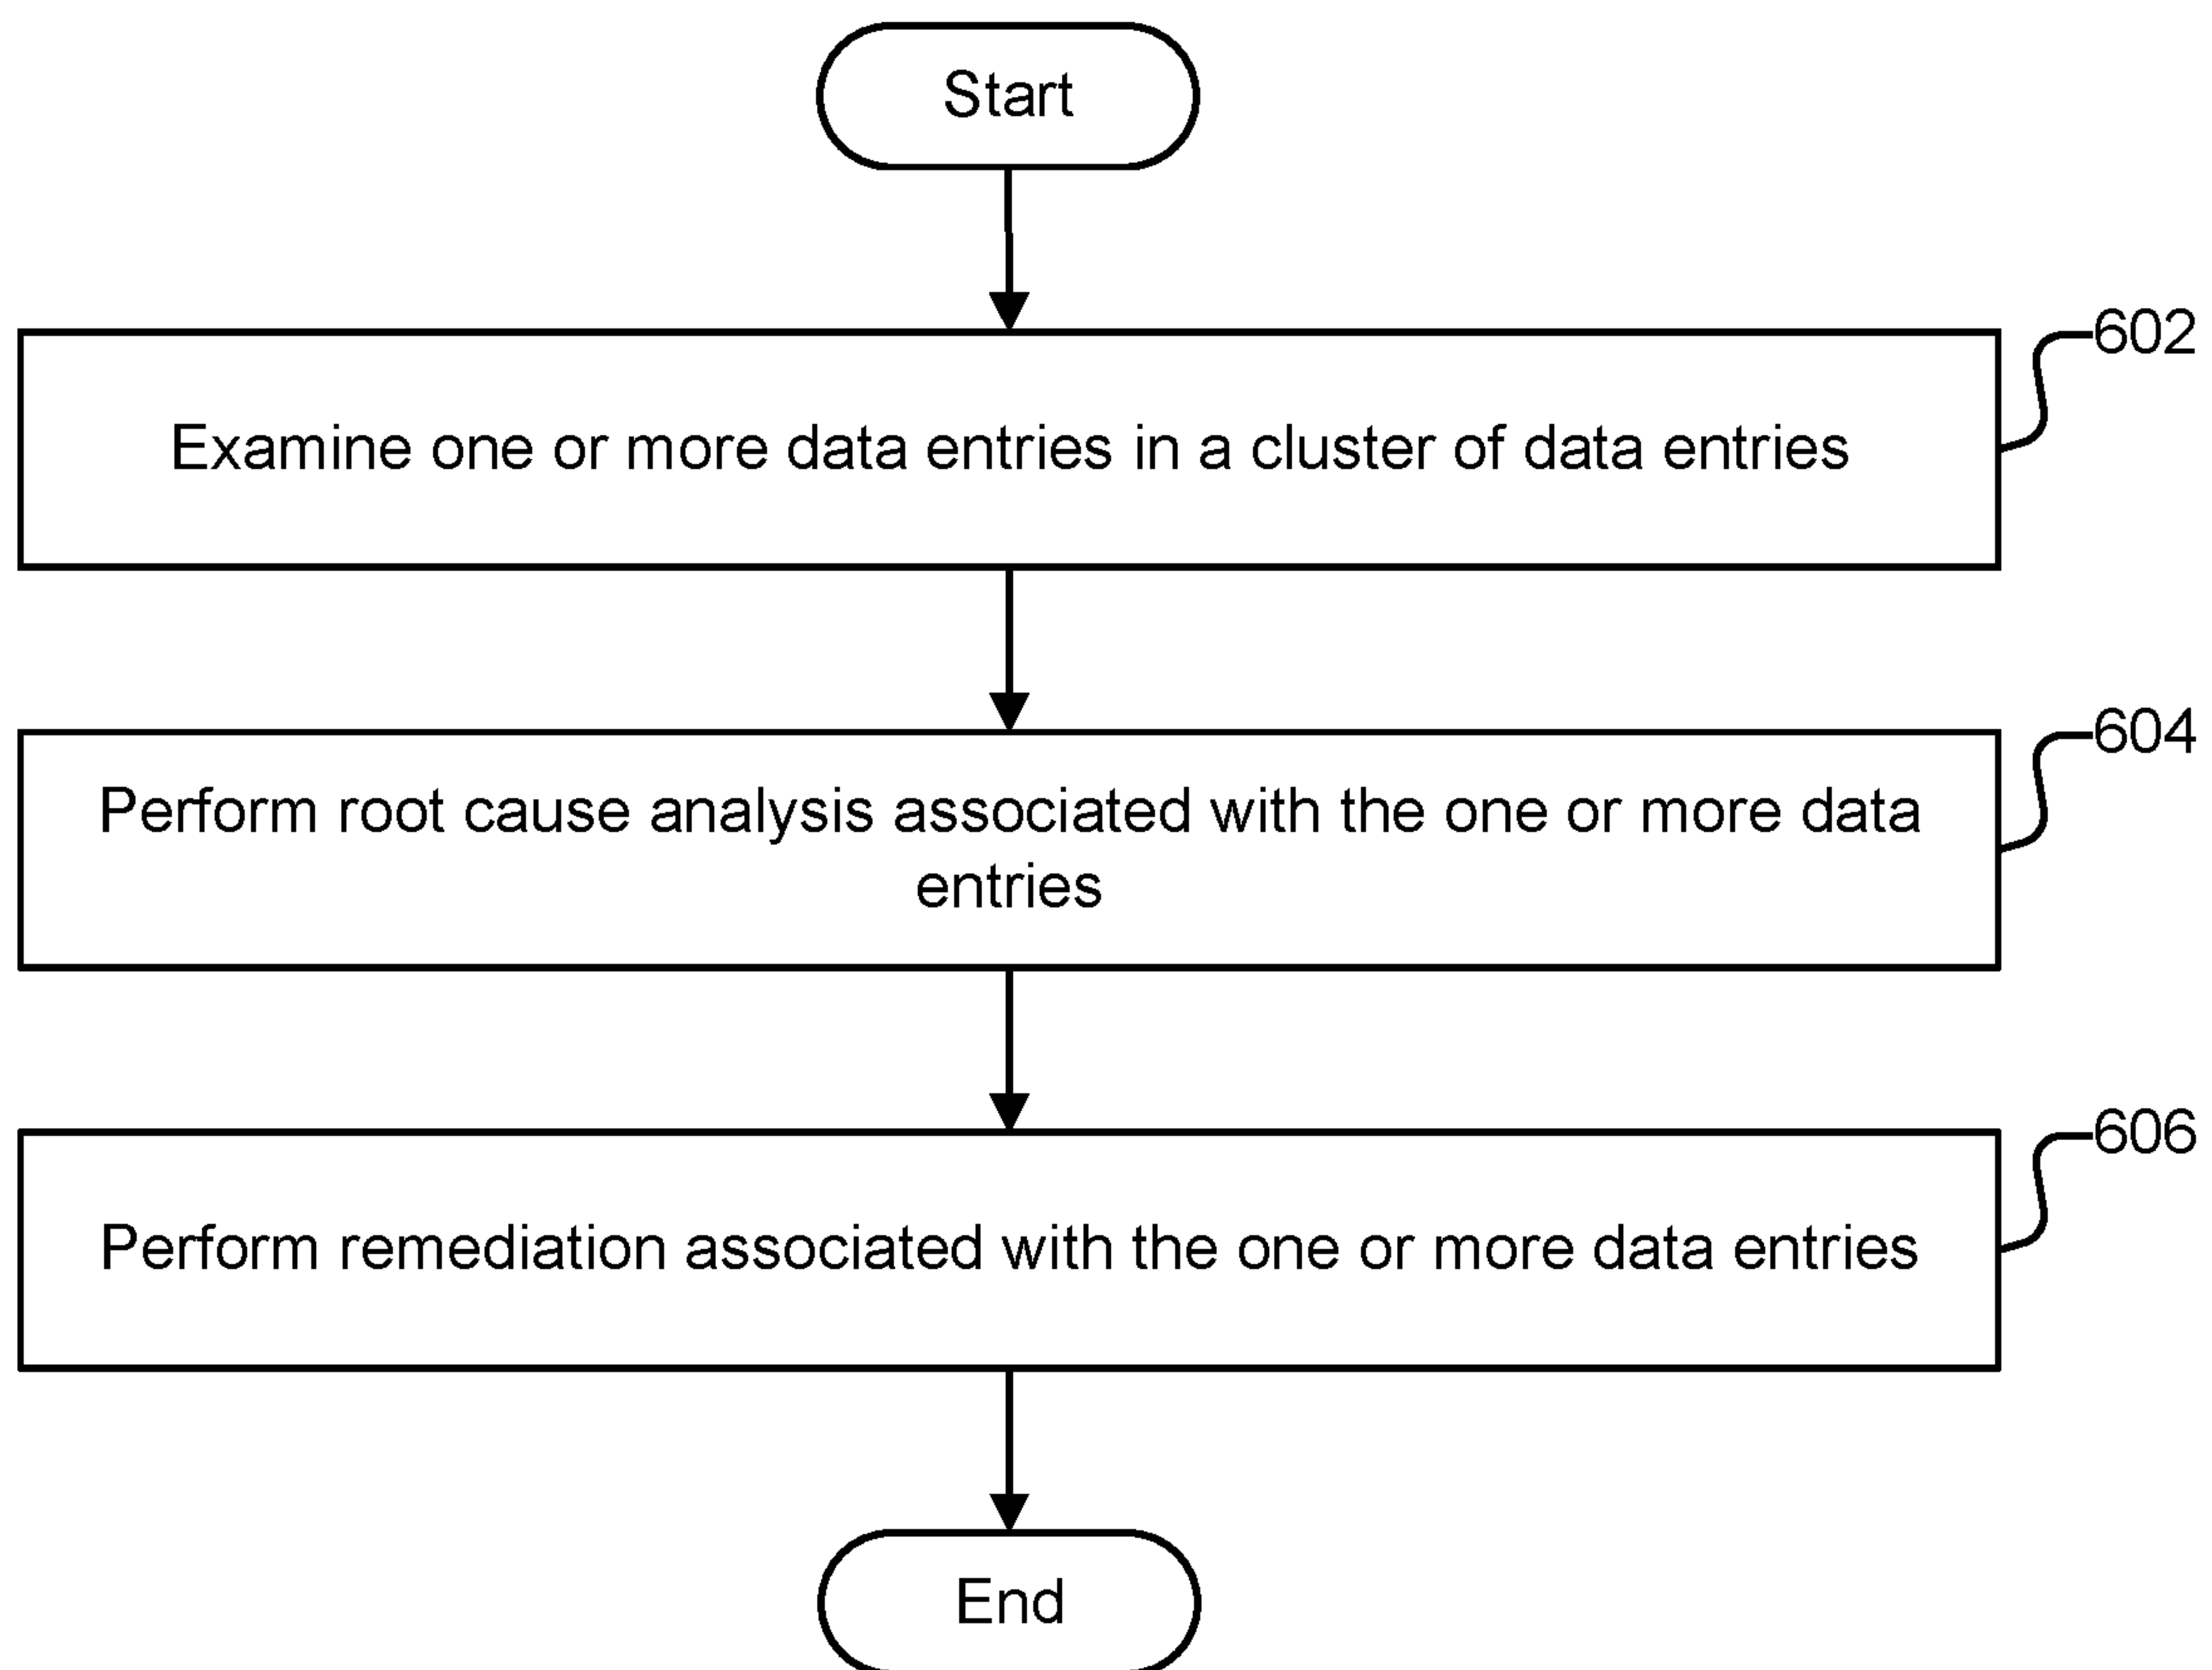 Start
602
Examine one or more data entries in a cluster of data entries
604
Perform root cause analysis associated with the one or more data
entries
606
Perform remediation associated with the one or more data entries
End